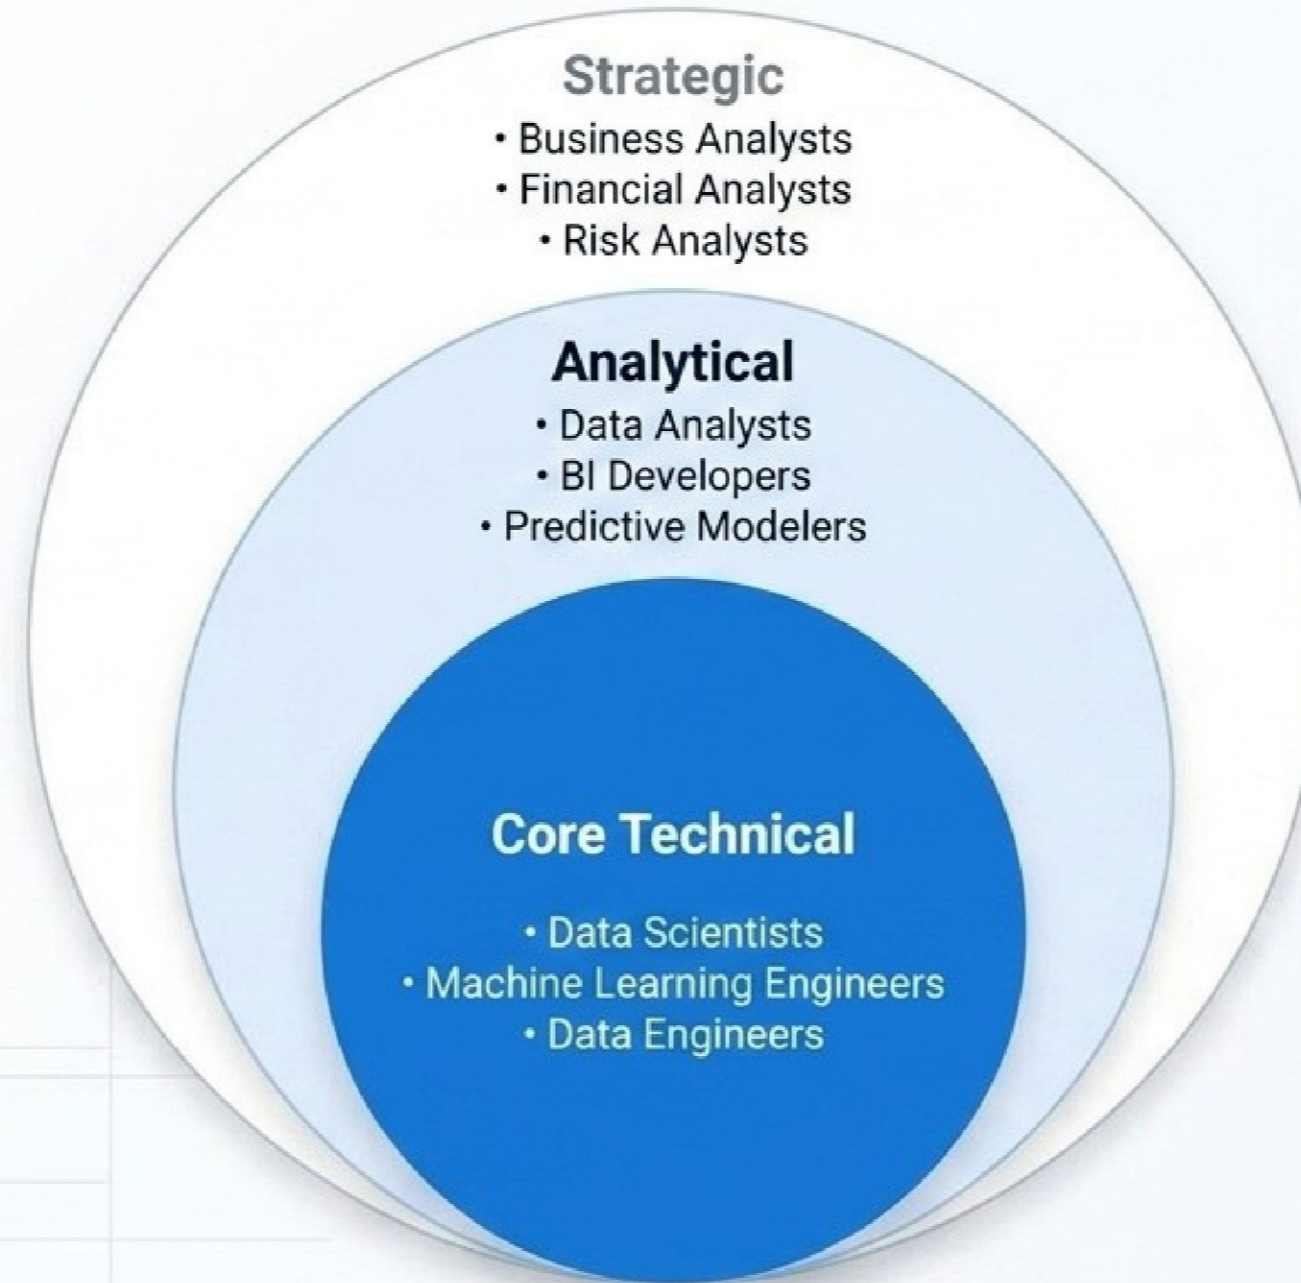 Strategic
• Business Analysts
• Financial Analysts
• Risk Analysts
Analytical
• Data Analysts
• BI Developers
• Predictive Modelers
Core Technical
• Data Scientists
• Machine Learning Engineers
• Data Engineers